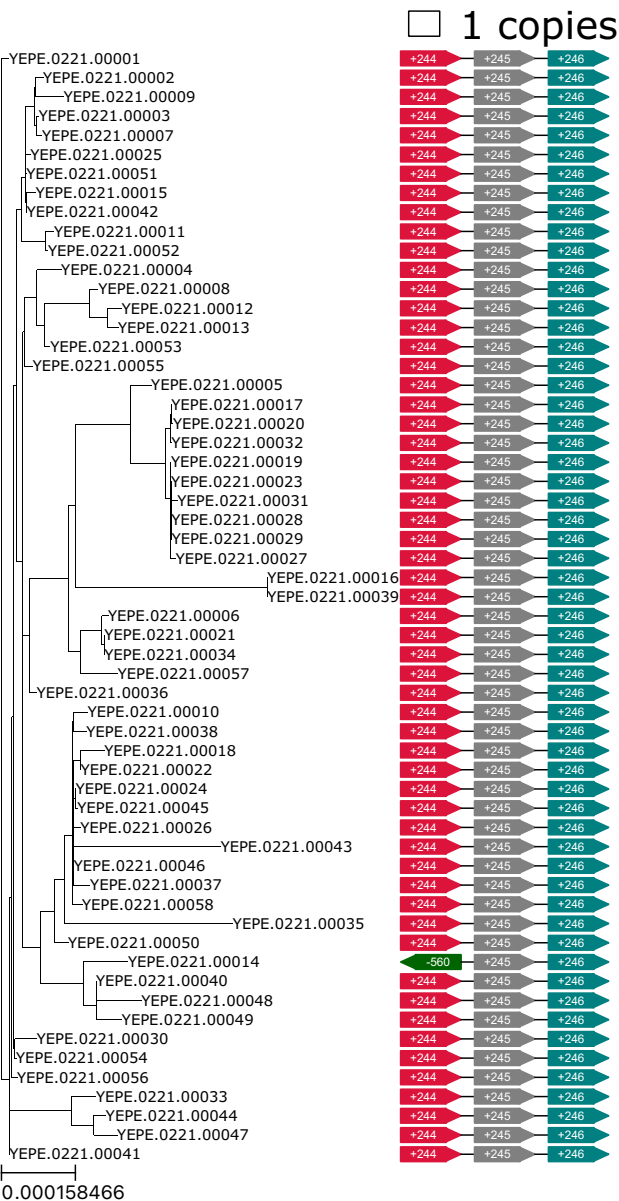 1 copies
YEPE.0221.00001 +244 +245 +246
YEPE.0221.00002 +244 +245 +246
YEPE.0221.00009 +244 +245 +246
YEPE.0221.00003 +244 +245 +246
YEPE.0221.00007 +244 +245 +246
YEPE.0221.00025 +244 +245 +246
YEPE.0221.00051 +244 +245 +246
YEPE.0221.00015 +244 +245 +246
YEPE.0221.00042 +244 +245 +246
YEPE.0221.00011 +244 +245 +246
YEPE.0221.00052 +244 +245 +246
YEPE.0221.00004 +244 +245 +246
YEPE.0221.00008 +244 +245 +246
YEPE.0221.00012 +244 +245 +246
YEPE.0221.00013 +244 +245 +246
YEPE.0221.00053 +244 +245 +246
YEPE.0221.00055 +244 +245 +246
YEPE.0221.00005 +244 +245 +246
YEPE.0221.00017 +244 +245 +246
YEPE.0221.00020 +244 +245 +246
YEPE.0221.00032 +244 +245 +246
YEPE.0221.00019 +244 +245 +246
YEPE.0221.00023 +244 +245 +246
YEPE.0221.00031 +244 +245 +246
YEPE.0221.00028 +244 +245 +246
YEPE.0221.00029 +244 +245 +246
YEPE.0221.00027 +244 +245 +246
YEPE.0221.00016 +244 +245 +246
YEPE.0221.00039 +244 +245 +246
YEPE.0221.00006 +244 +245 +246
YEPE.0221.00021 +244 +245 +246
YEPE.0221.00034 +244 +245 +246
YEPE.0221.00057 +244 +245 +246
YEPE.0221.00036 +244 +245 +246
YEPE.0221.00010 +244 +245 +246
YEPE.0221.00038 +244 +245 +246
YEPE.0221.00018 +244 +245 +246
YEPE.0221.00022 +244 +245 +246
YEPE.0221.00024 +244 +245 +246
YEPE.0221.00045 +244 +245 +246
YEPE.0221.00026 +244 +245 +246
YEPE.0221.00043 +244 +245 +246
YEPE.0221.00046 +244 +245 +246
YEPE.0221.00037 +244 +245 +246
YEPE.0221.00058 +244 +245 +246
YEPE.0221.00035 +244 +245 +246
YEPE.0221.00050 +244 +245 +246
YEPE.0221.00014 -560 +245 +246
YEPE.0221.00040 +244 +245 +246
YEPE.0221.00048 +244 +245 +246
YEPE.0221.00049 +244 +245 +246
YEPE.0221.00030 +244 +245 +246
YEPE.0221.00054 +244 +245 +246
YEPE.0221.00056 +244 +245 +246
YEPE.0221.00033 +244 +245 +246
YEPE.0221.00044 +244 +245 +246
YEPE.0221.00047 +244 +245 +246
YEPE.0221.00041 +244 +245 +246
0.000158466